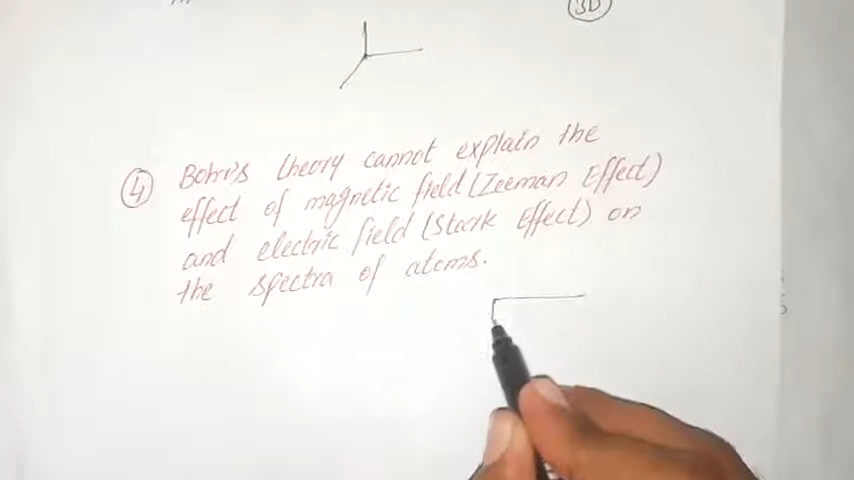 3D
④ Bohr's theory cannot explain the
effect of magnetic field (Zeeman Effect)
and electric field (Stark Effect) on
the spectra of atoms.